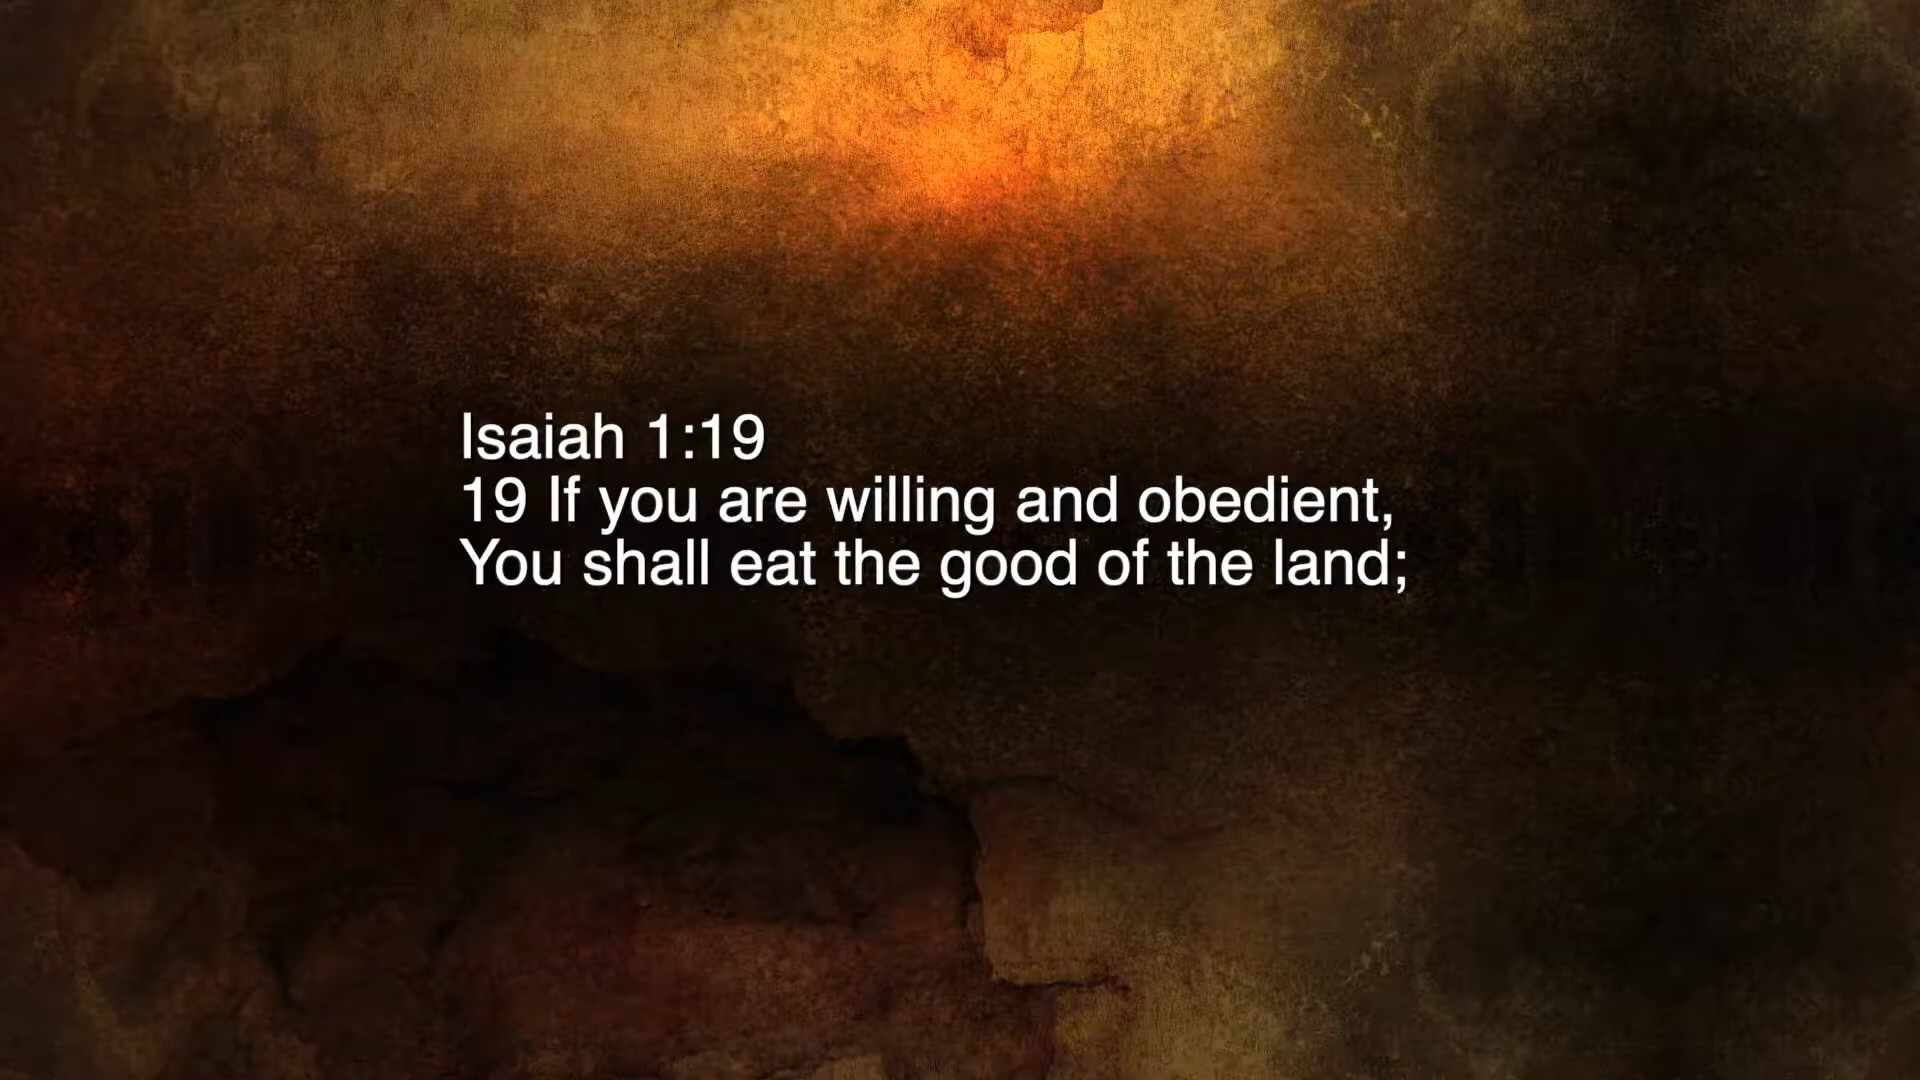 Isaiah 1:19
19 If you are willing and obedient,
You shall eat the good of the land;